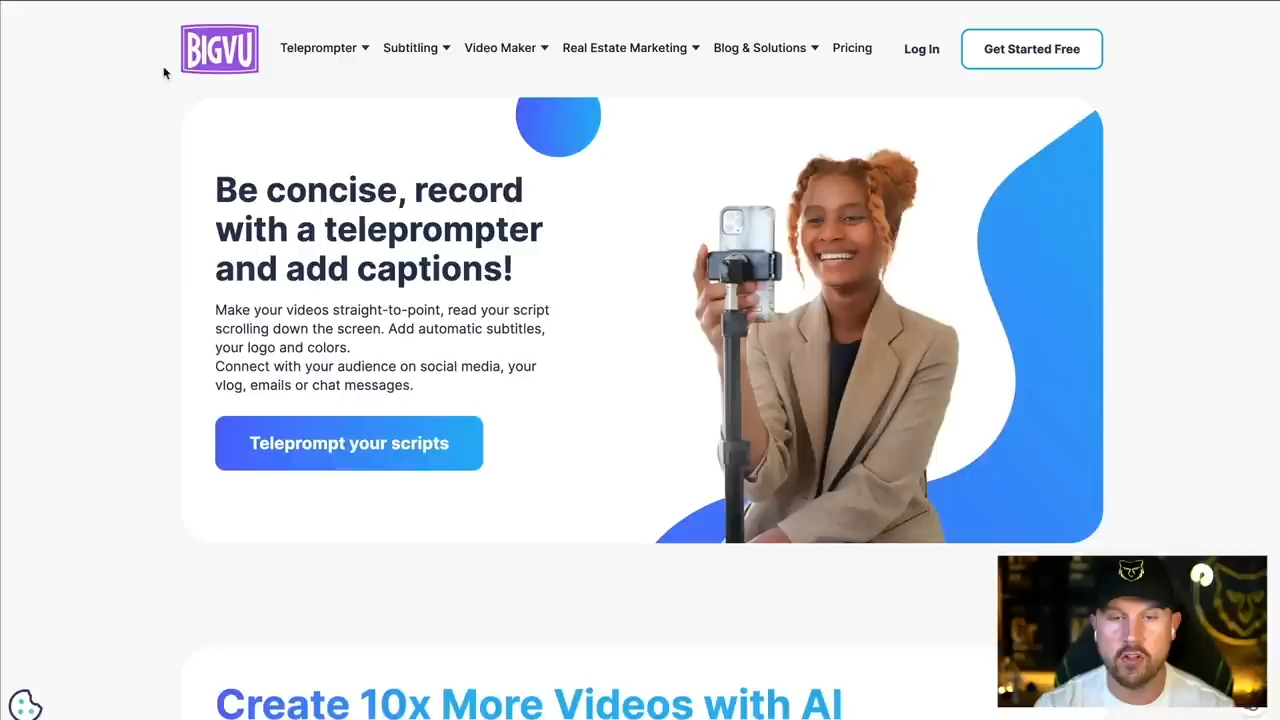 BIGVU
Teleprompter
Subtitling
Video Maker
Real Estate Marketing
Blog & Solutions
Pricing
Log In
Get Started Free
Be concise, record
with a teleprompter
and add captions!
Make your videos straight-to-point, read your script
scrolling down the screen. Add automatic subtitles,
your logo and colors.
Connect with your audience on social media, your
vlog, emails or chat messages.
Teleprompt your scripts
Create 10x More Videos with AI